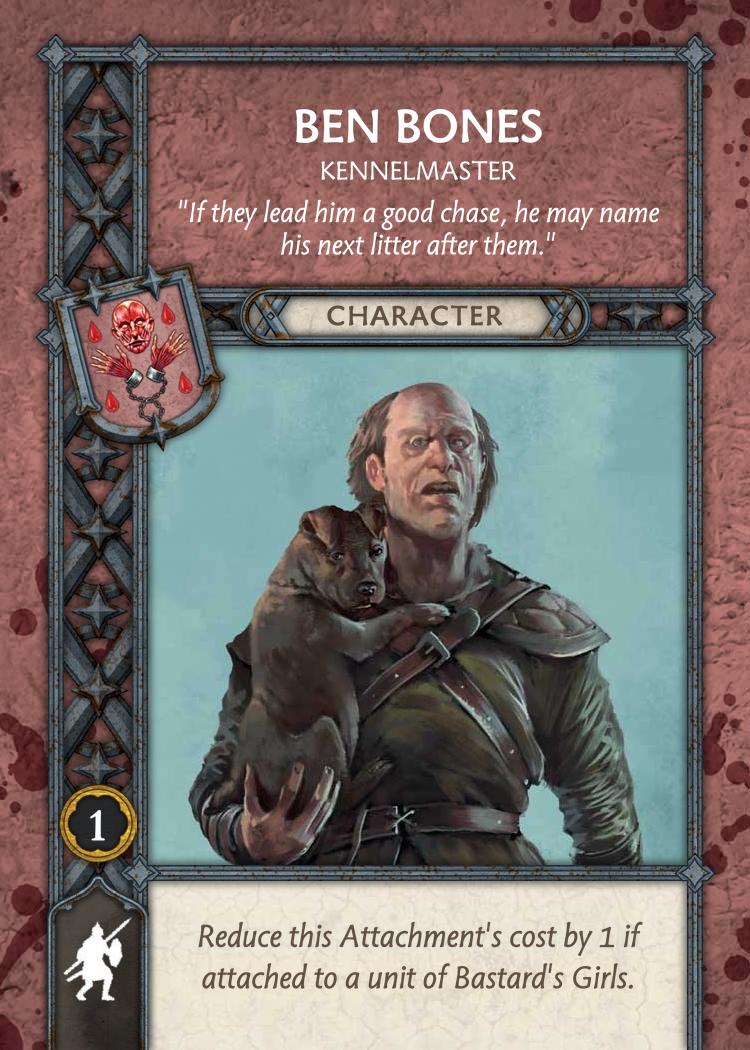 BEN BONES
KENNELMASTER
"If they lead him a good chase, he may name
his next litter after them."
CHARACTER
1
Reduce this Attachment's cost by 1 if
attached to a unit of Bastard's Girls.